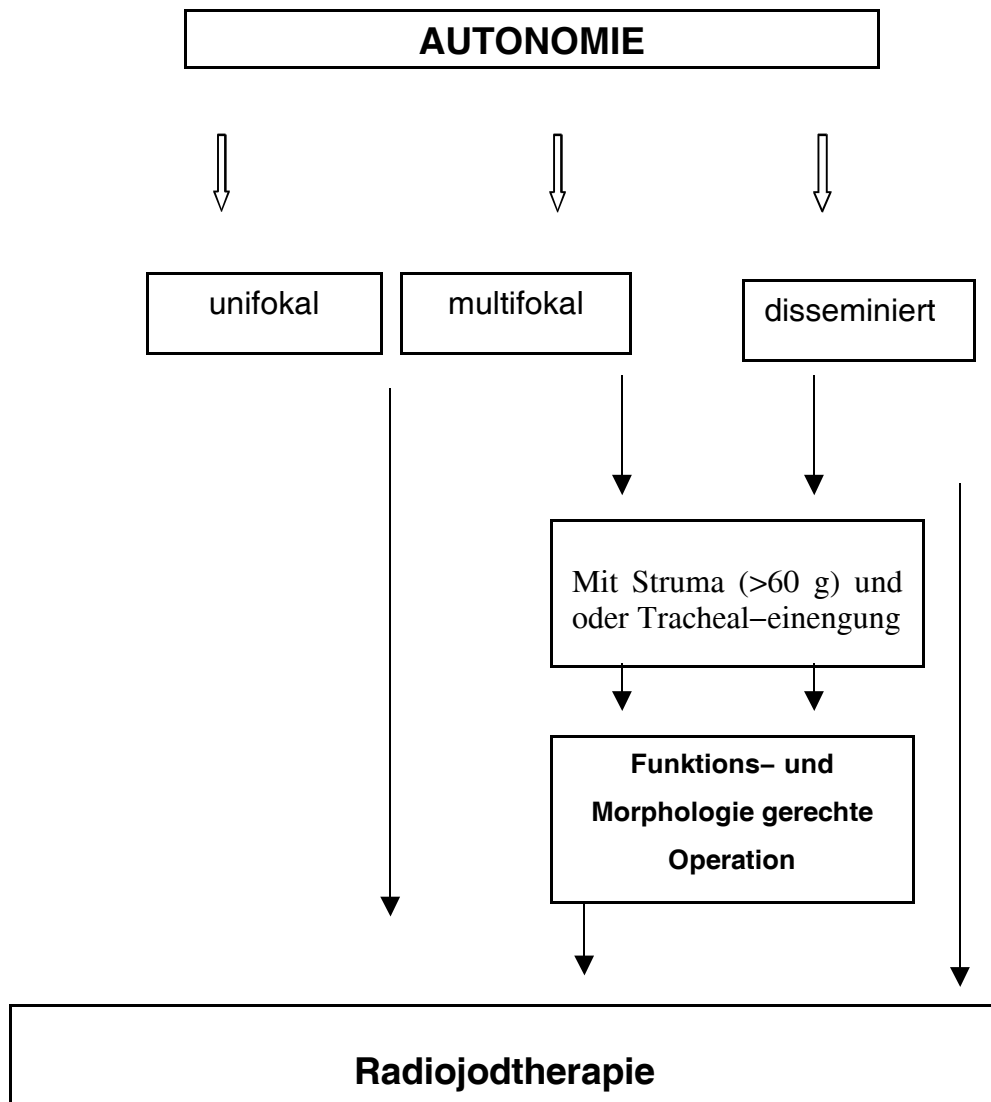 AUTONOMIE
unifokal
multifokal
disseminiert
Mit Struma (>60 g) und
oder Tracheal–einengung
Funktions– und
Morphologie gerechte
Operation
Radiojodtherapie